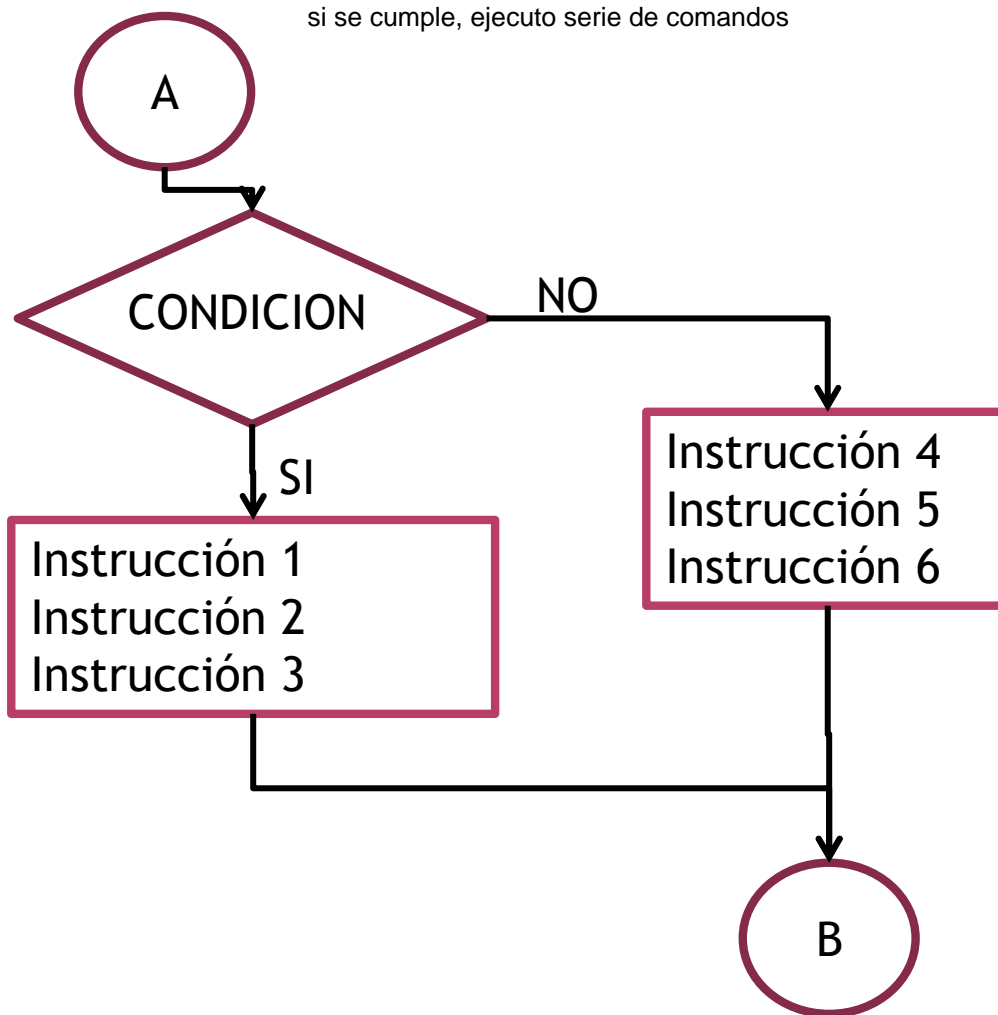 si se cumple, ejecuto serie de comandos
A
CONDICION
NO
SI
Instrucción 4
Instrucción 5
Instrucción 6
Instrucción 1
Instrucción 2
Instrucción 3
B